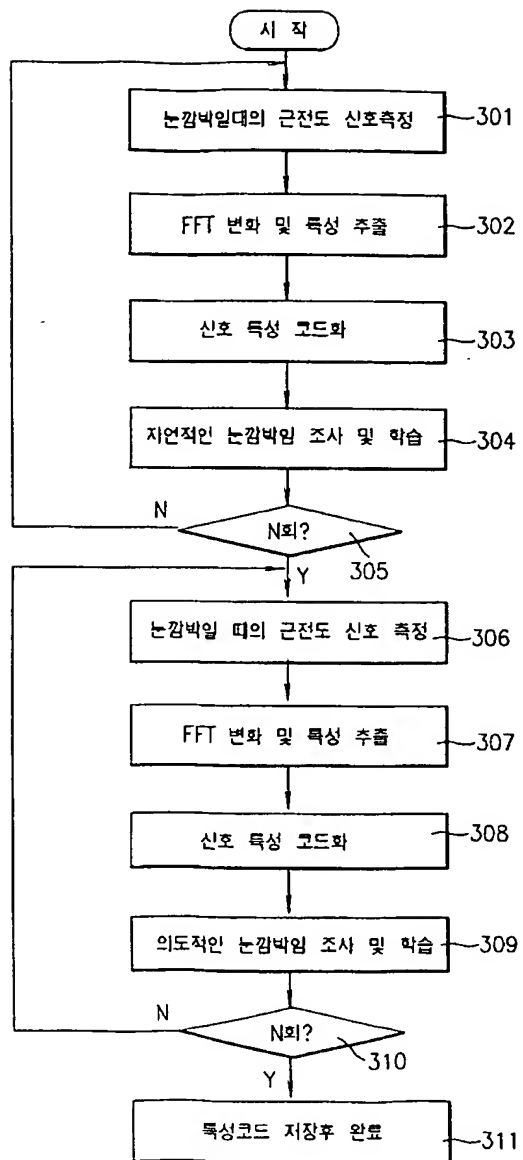 시 작
눈깜박일대의 근전도 신호측정
301
FFT 변화 및 특성 추출
302
신호 특성 코드화
303
자연적인 눈깜박임 조사 및 학습
304
N
N회?
305
Y
눈깜박일 때의 근전도 신호 측정
306
FFT 변화 및 특성 추출
307
신호 특성 코드화
308
의도적인 눈깜박임 조사 및 학습
309
N
N회?
310
Y
특성코드 저장후 완료
311